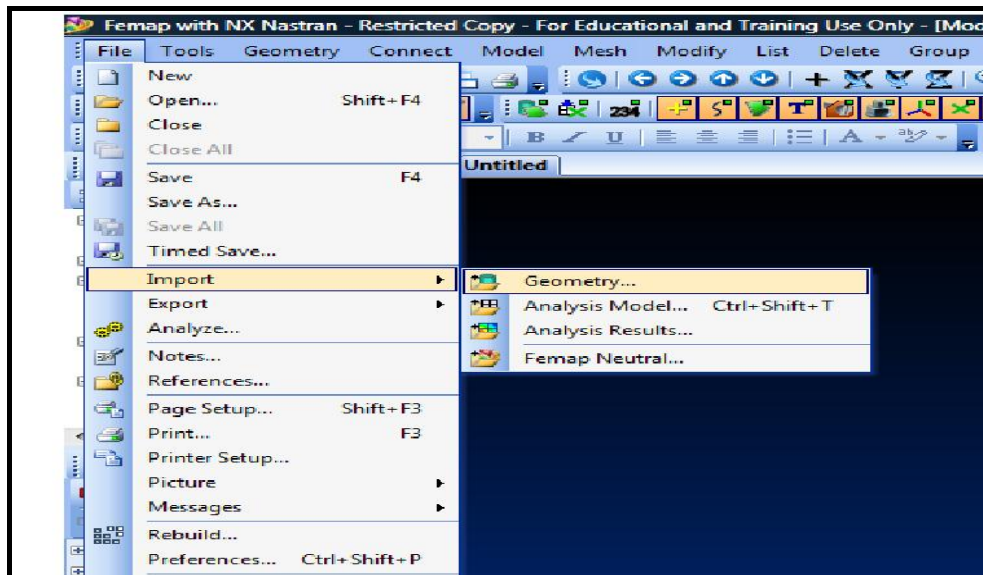 Femap with NX Nastran - Restricted Copy - For Educational and Training Use Only - [Mod
File Tools Geometry Connect Model Mesh Modify List Delete Group
New
Open... Shift+F4
Close
Close All
Untitled
Save F4
Save As...
Save All
Timed Save...
Import
Geometry...
Export
Analysis Model... Ctrl+Shift+T
Analyze...
Analysis Results...
Notes...
Femap Neutral...
References...
Page Setup... Shift+F3
Print... F3
Printer Setup...
Picture
Messages
Rebuild...
Preferences... Ctrl+Shift+P